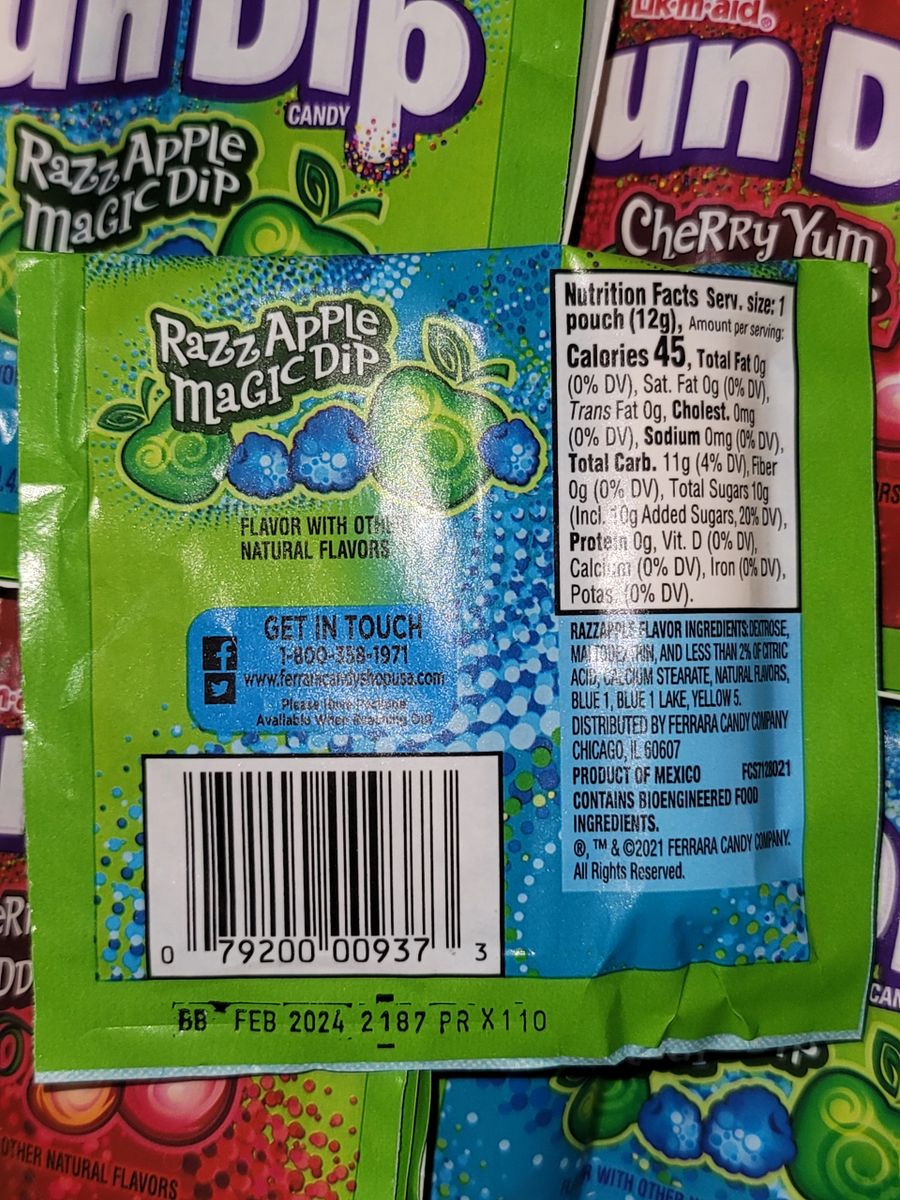 un Dip
CANDY
RAZZ APPLE
MAGIC DIP
Lik-m-aid®
un D
CHERRY YUM
RAZZ APPLE
MAGIC DIP
FLAVOR WITH
NATURAL FLAVORS
GET IN TOUCH
1-800-358-1971
www.ferraracandyshopusa.com
Please Have Package
Available When Reaching Out
0 79200 00937 3
BB FEB 2024 2187 PR X110
Nutrition Facts Serv. size: 1
pouch (12g), Amount per serving:
Calories 45, Total Fat 0g
(0% DV), Sat. Fat 0g (0% DV),
Trans Fat 0g, Cholest. 0mg
(0% DV), Sodium 0mg (0% DV),
Total Carb. 11g (4% DV), Fiber
0g (0% DV), Total Sugars 10g
(Incl. 10g Added Sugars, 20% DV),
Protein 0g, Vit. D (0% DV),
Calcium (0% DV), Iron (0% DV),
Potas. (0% DV).
RAZZAPPLE FLAVOR INGREDIENTS: DEXTROSE,
MALTODEXTRIN, AND LESS THAN 2% OF CITRIC
ACID, CALCIUM STEARATE, NATURAL FLAVORS,
BLUE 1, BLUE 1 LAKE, YELLOW 5.
DISTRIBUTED BY FERRARA CANDY COMPANY
CHICAGO, IL 60607
PRODUCT OF MEXICO FCS7128021
CONTAINS BIOENGINEERED FOOD
INGREDIENTS.
®, ™ & ©2021 FERRARA CANDY COMPANY.
All Rights Reserved.
OTHER NATURAL FLAVORS
WITH OTHER